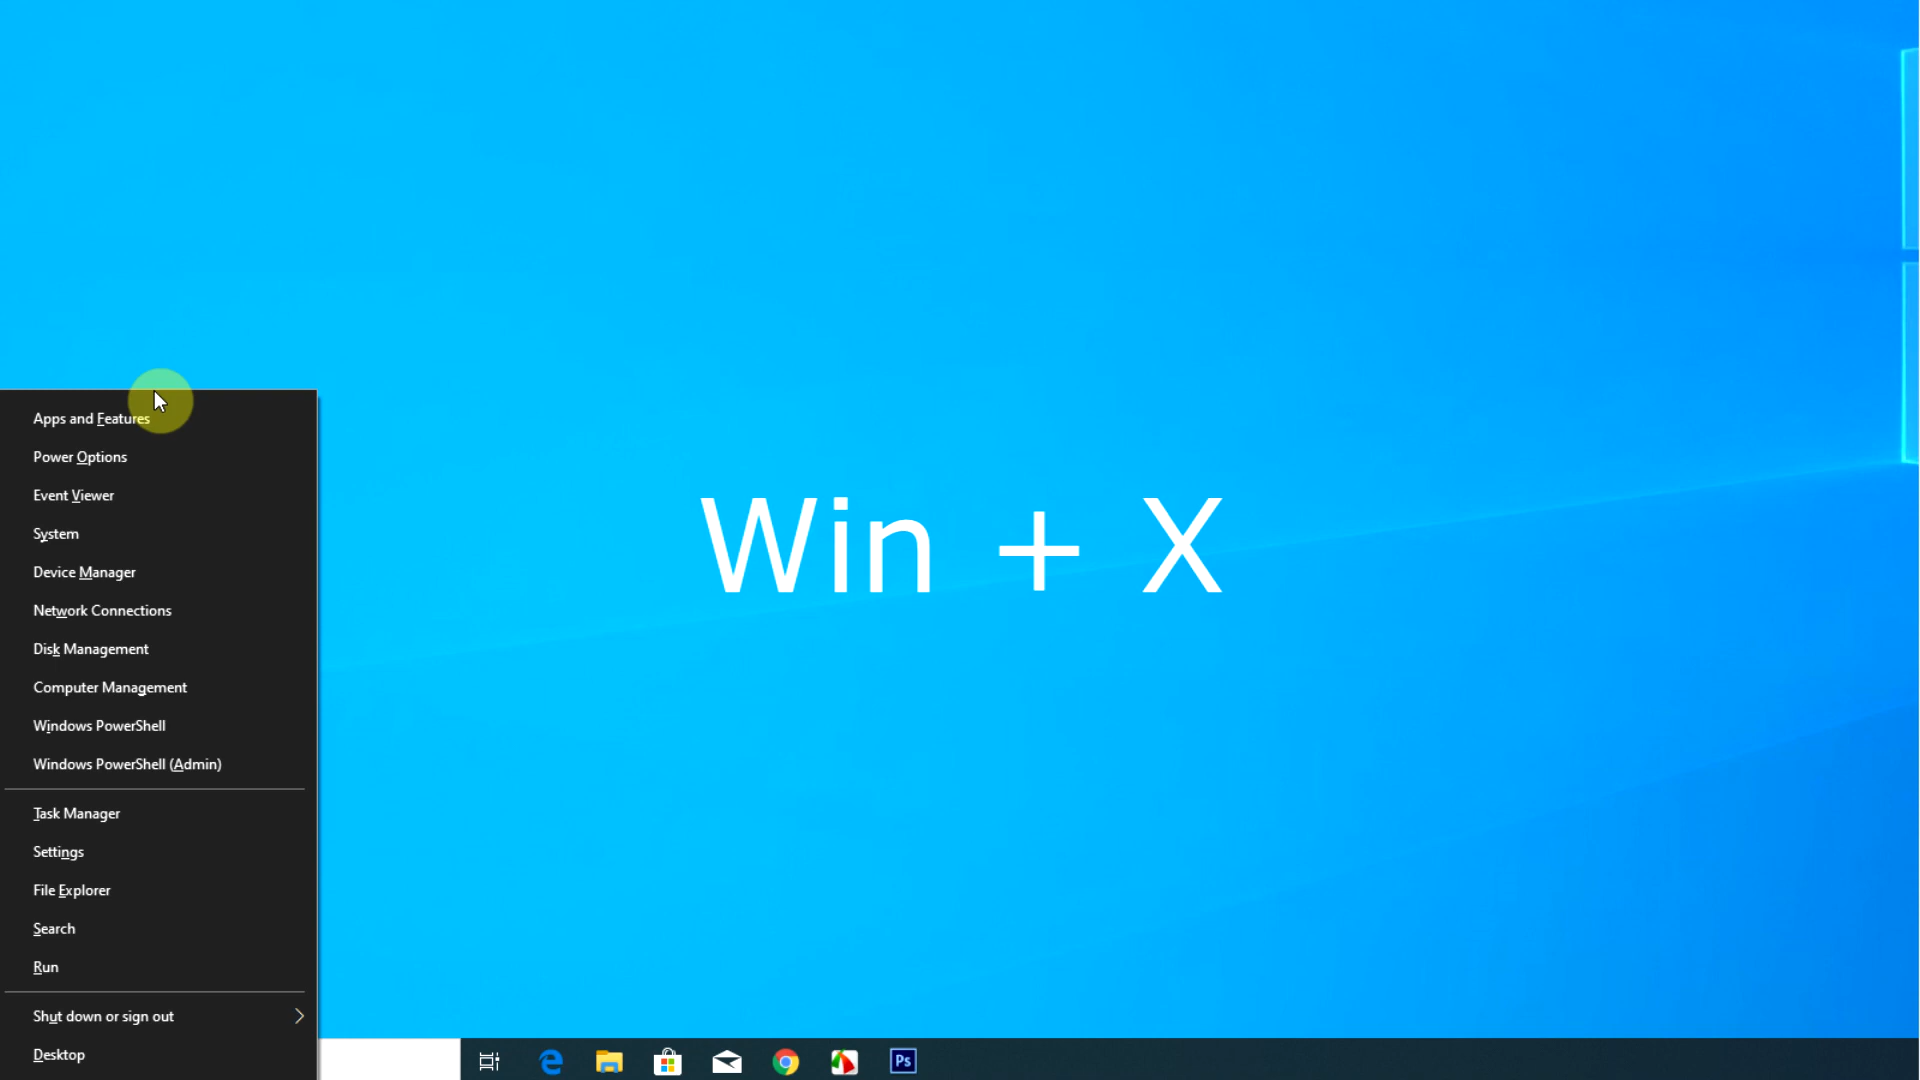 Apps and Features
Power Options
Event Viewer
System
Device Manager
Network Connections
Disk Management
Computer Management
Windows PowerShell
Windows PowerShell (Admin)
Task Manager
Settings
File Explorer
Search
Run
Shut down or sign out
Desktop
Win + X
Ps